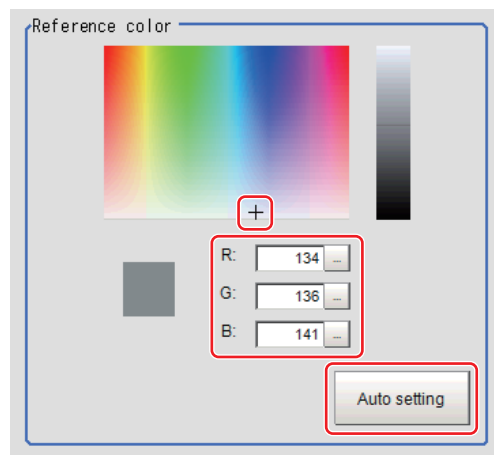 Reference color
R: 134 ...
G: 136 ...
B: 141 ...
Auto setting